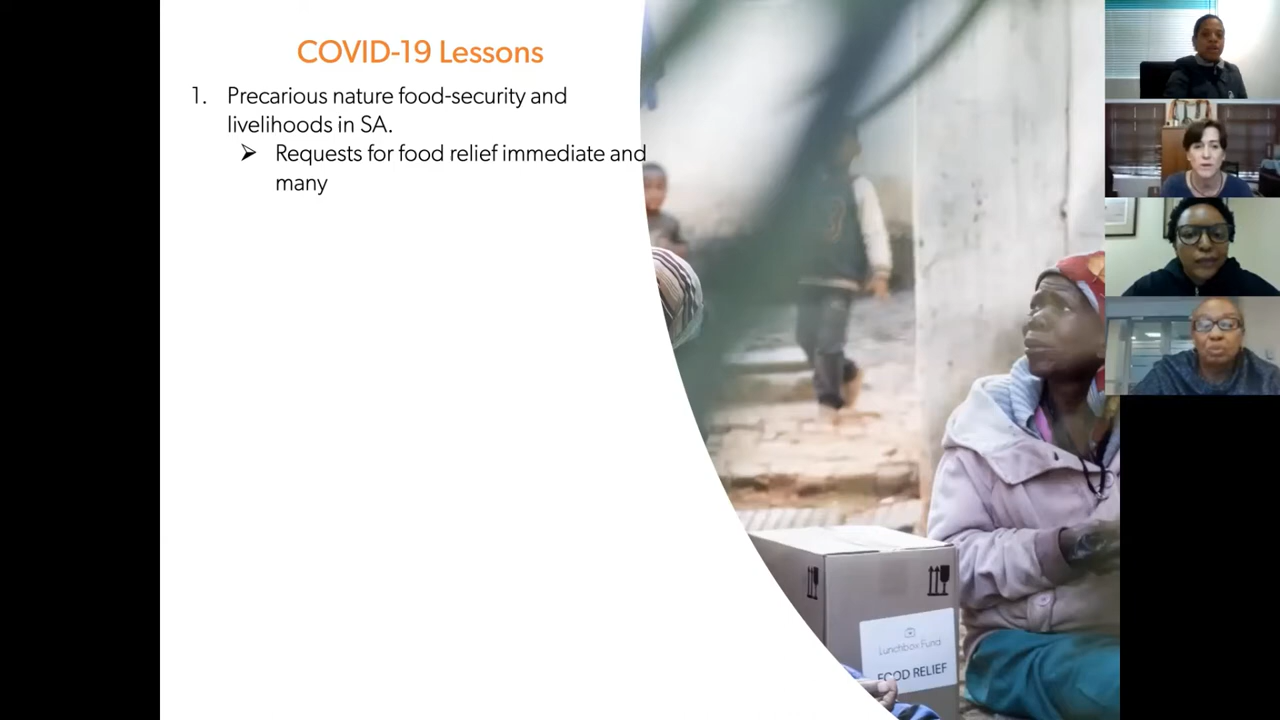 COVID-19 Lessons
1. Precarious nature food-security and
livelihoods in SA.
➤ Requests for food relief immediate and
many
Lunchbox Fund
FOOD RELIEF